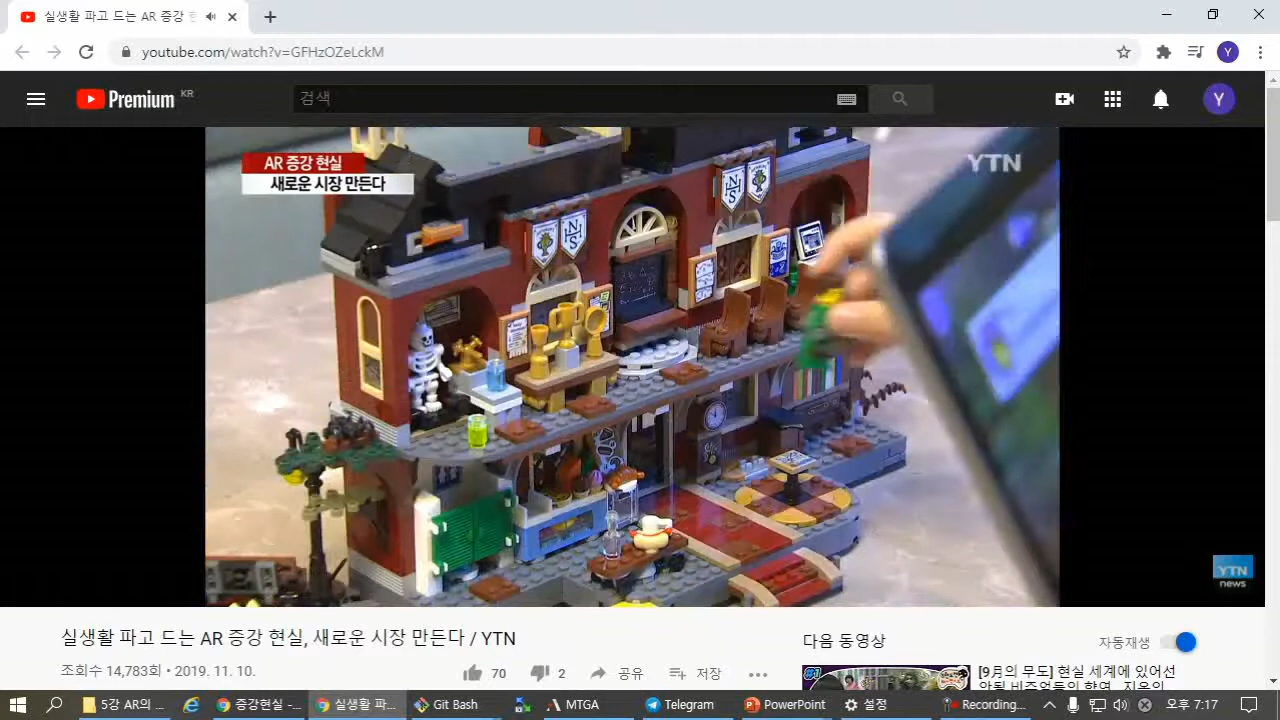 실생활 파고 드는 AR 증강 현
youtube.com/watch?v=GFHzOZeLckM
Y
Premium KR
검색
Y
AR 증강 현실
새로운 시장 만든다
YTN
NHS
NHS
YTN
news
실생활 파고 드는 AR 증강 현실, 새로운 시장 만든다 / YTN
조회수 14,783회 • 2019. 11. 10.
70
2
공유
저장
다음 동영상
자동재생
#1
[9월의 무도] 현실 세계에 있어선
5강 AR의 ...
증강현실 -...
실생활 파...
Git Bash
MTGA
Telegram
PowerPoint
설정
Recording...
오후 7:17